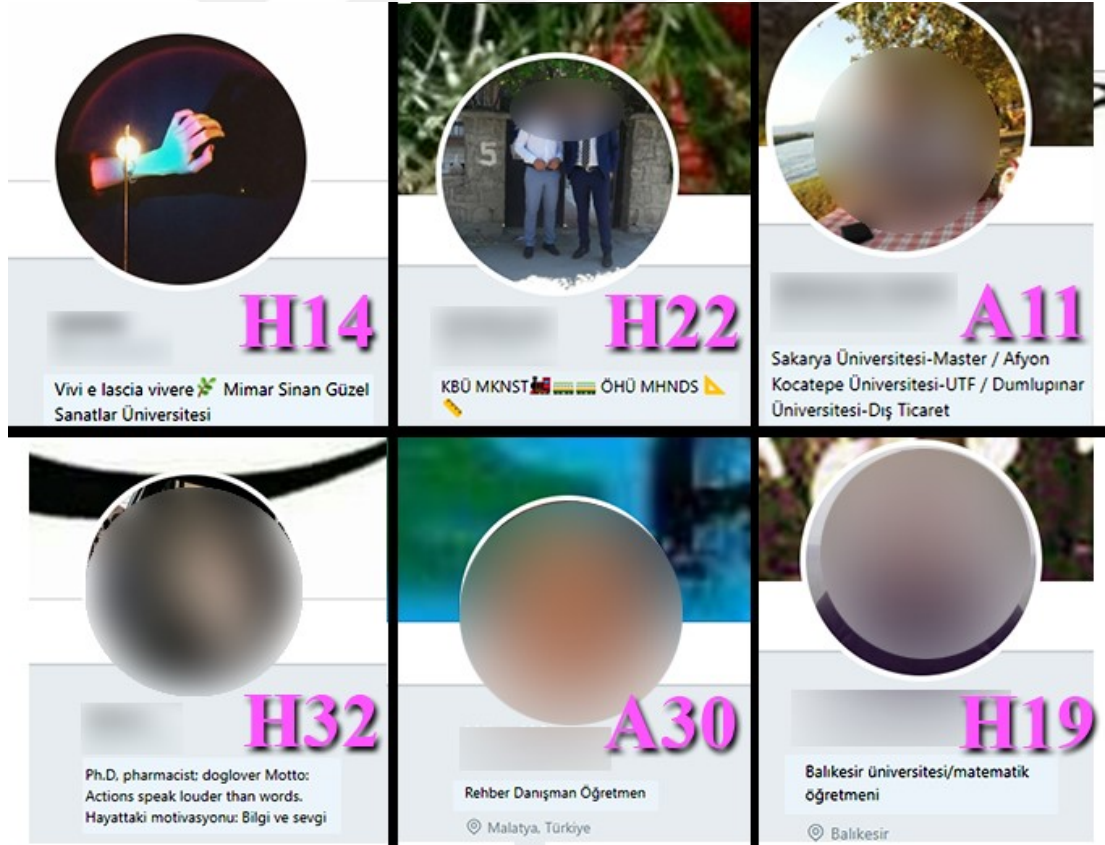 H14
Vivi e lascia vivere🌿 Mimar Sinan Güzel
Sanatlar Üniversitesi
5
H22
KBÜ MKNST🚂🚃🚃 ÖHÜ MHNDS 📐
📏
A11
Sakarya Üniversitesi-Master / Afyon
Kocatepe Üniversitesi-UTF / Dumlupınar
Üniversitesi-Dış Ticaret
H32
Ph.D, pharmacist; doglover Motto:
Actions speak louder than words.
Hayattaki motivasyonu: Bilgi ve sevgi
A30
Rehber Danışman Öğretmen
Malatya, Türkiye
H19
Balıkesir üniversitesi/matematik
öğretmeni
Balıkesir